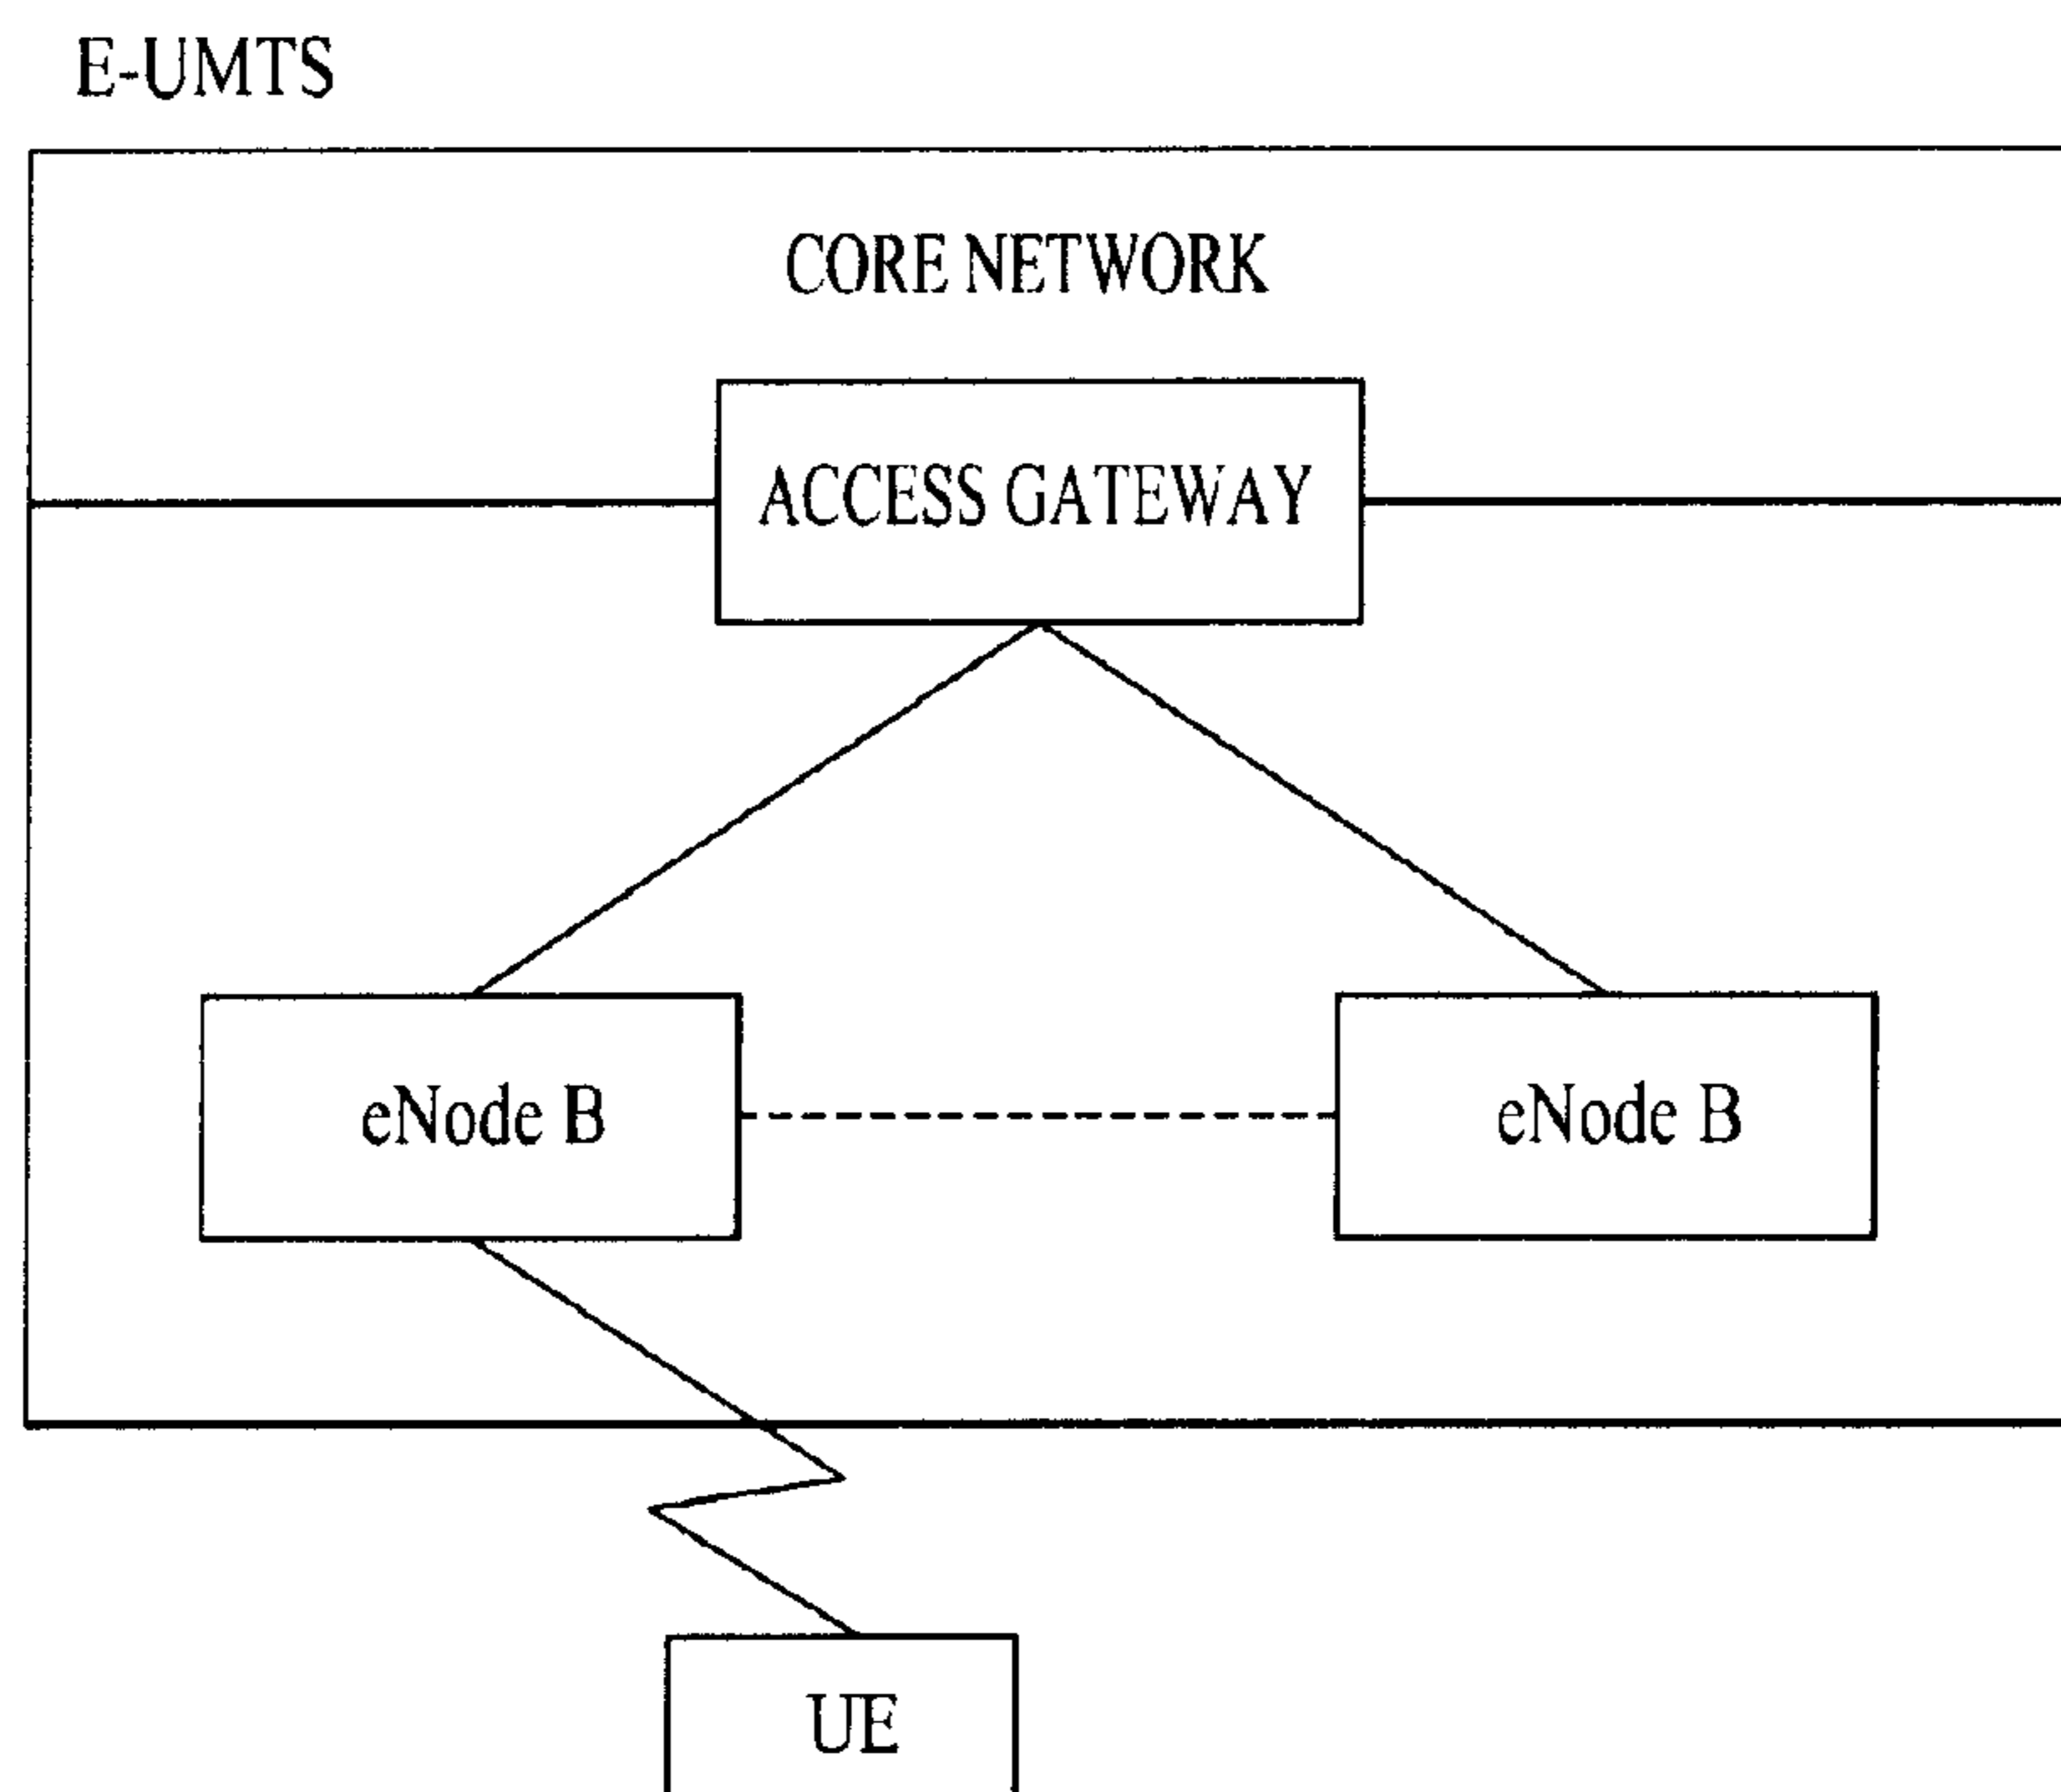 E-UMTS
CORE NETWORK
ACCESS GATEWAY
eNode B
eNode B
UE